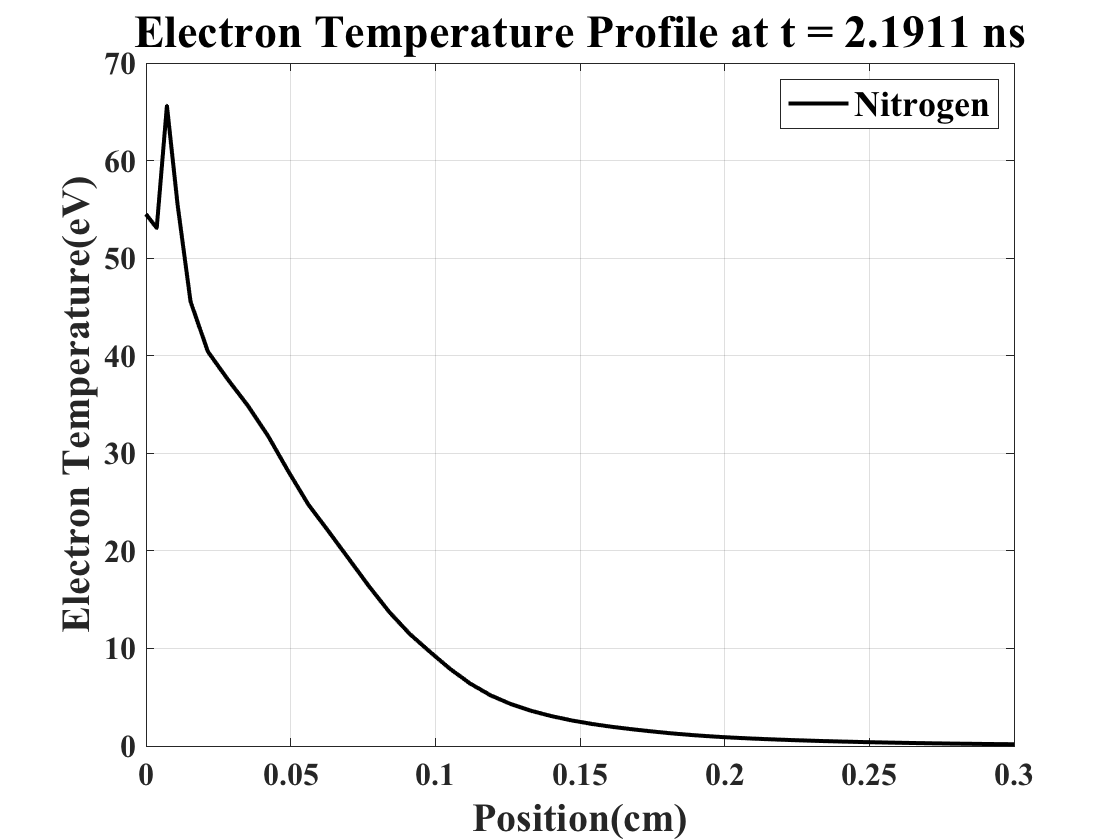 Electron Temperature Profile at t = 2.1911 ns
Nitrogen
Electron Temperature(eV)
70
60
50
40
30
20
10
0
0 0.05 0.1 0.15 0.2 0.25 0.3
Position(cm)